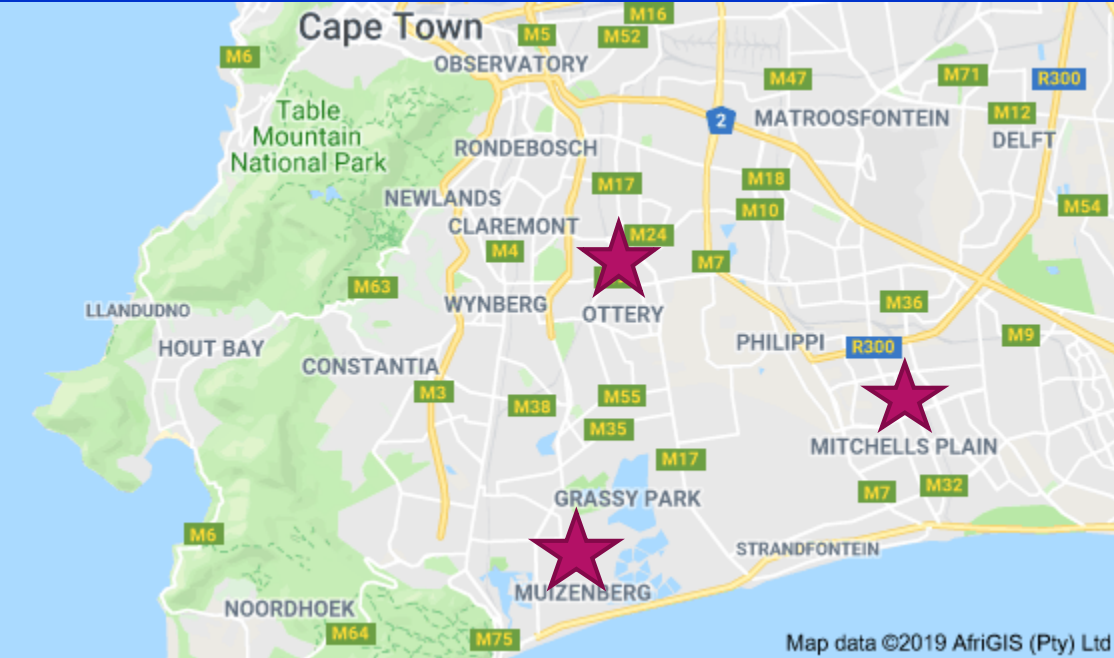 M16
Cape Town
M5
M52
M6
OBSERVATORY
M47
M71
R300
Table
Mountain
National Park
M12
2
MATROOSFONTEIN
DELFT
RONDEBOSCH
M17
M18
NEWLANDS
M10
M54
CLAREMONT
M24
M4
M7
M63
M36
LLANDUDNO
WYNBERG
OTTERY
HOUT BAY
PHILIPPI
R300
M9
CONSTANTIA
M3
M38
M55
M35
MITCHELLS PLAIN
M17
M7
M32
GRASSY PARK
M6
STRANDFONTEIN
MUIZENBERG
NOORDHOEK
M64
M75
Map data ©2019 AfriGIS (Pty) Ltd